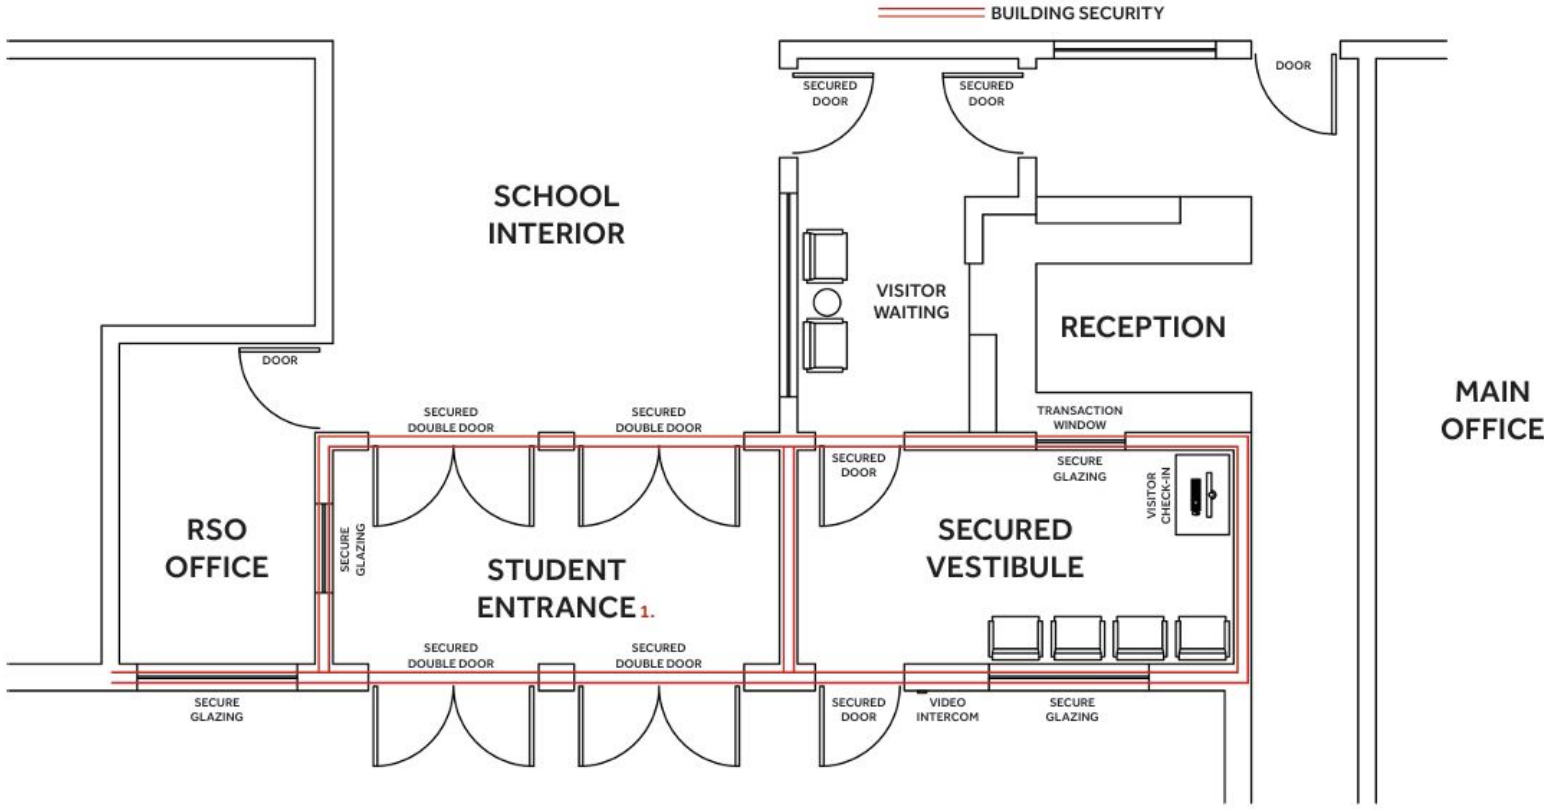 BUILDING SECURITY
DOOR
SECURED
DOOR
SECURED
DOOR
SCHOOL
INTERIOR
VISITOR
WAITING
RECEPTION
DOOR
MAIN
OFFICE
SECURED
DOUBLE DOOR
SECURED
DOUBLE DOOR
TRANSACTION
WINDOW
SECURED
DOOR
SECURE
GLAZING
VISITOR
CHECK-IN
RSO
OFFICE
SECURE
GLAZING
STUDENT
ENTRANCE 1.
SECURED
VESTIBULE
SECURED
DOUBLE DOOR
SECURED
DOUBLE DOOR
SECURE
GLAZING
SECURED
DOOR
VIDEO
INTERCOM
SECURE
GLAZING